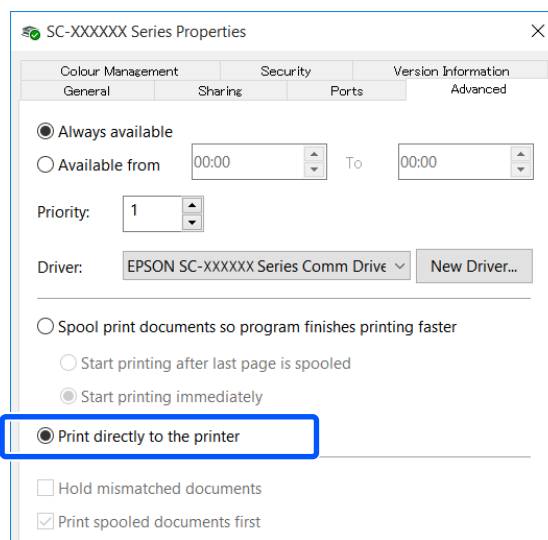 SC-XXXXXX Series Properties
Colour Management Security Version Information
General Sharing Ports Advanced
Always available
Available from 00:00 To 00:00
Priority: 1
Driver: EPSON SC-XXXXXX Series Comm Drive New Driver...
Spool print documents so program finishes printing faster
Start printing after last page is spooled
Start printing immediately
Print directly to the printer
Hold mismatched documents
Print spooled documents first